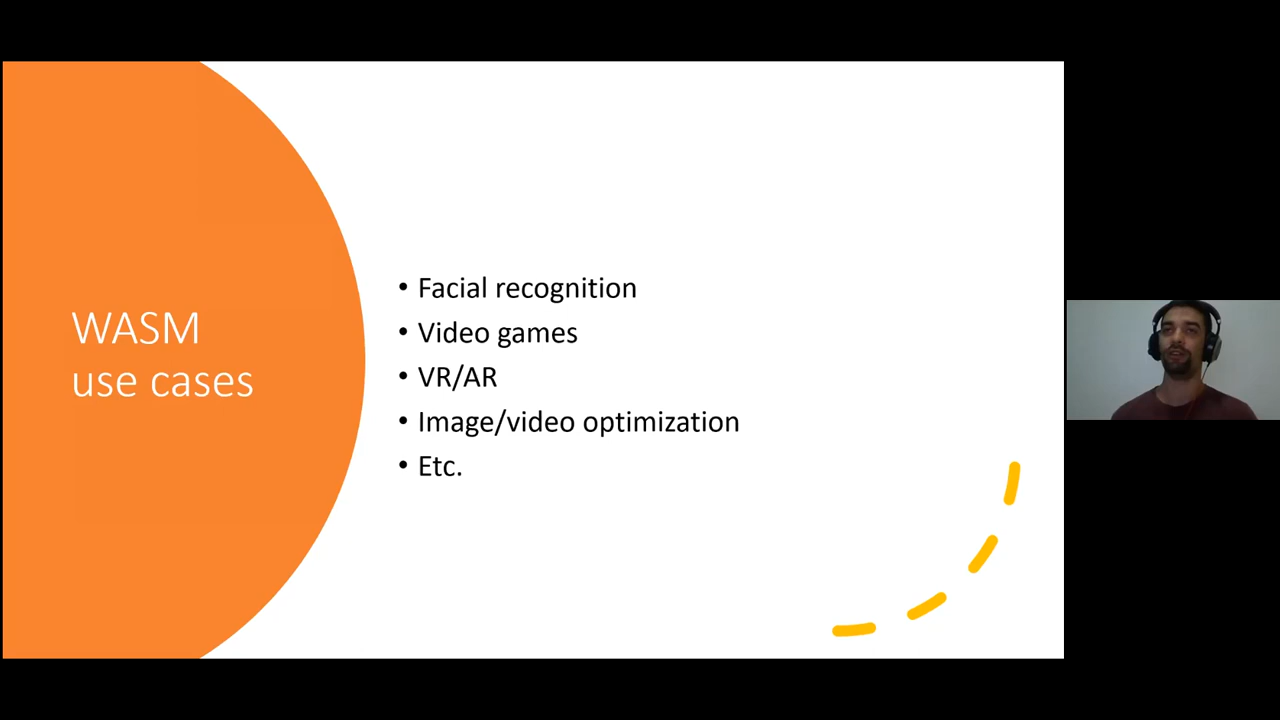 WASM
use cases
• Facial recognition
• Video games
• VR/AR
• Image/video optimization
• Etc.